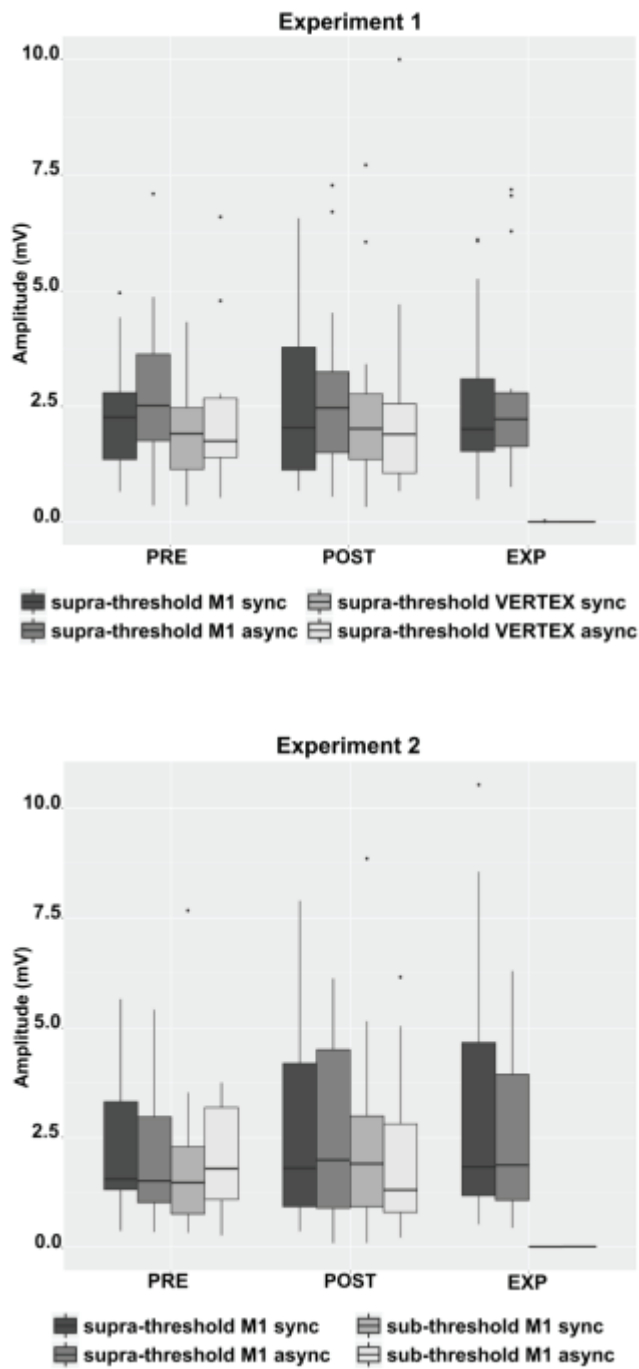 Experiment 1
10.0
7.5
5.0
2.5
0.0
Amplitude (mV)
PRE POST EXP
supra-threshold M1 sync supra-threshold VERTEX sync
supra-threshold M1 async supra-threshold VERTEX async
Experiment 2
10.0
7.5
5.0
2.5
0.0
Amplitude (mV)
PRE POST EXP
supra-threshold M1 sync sub-threshold M1 sync
supra-threshold M1 async sub-threshold M1 async